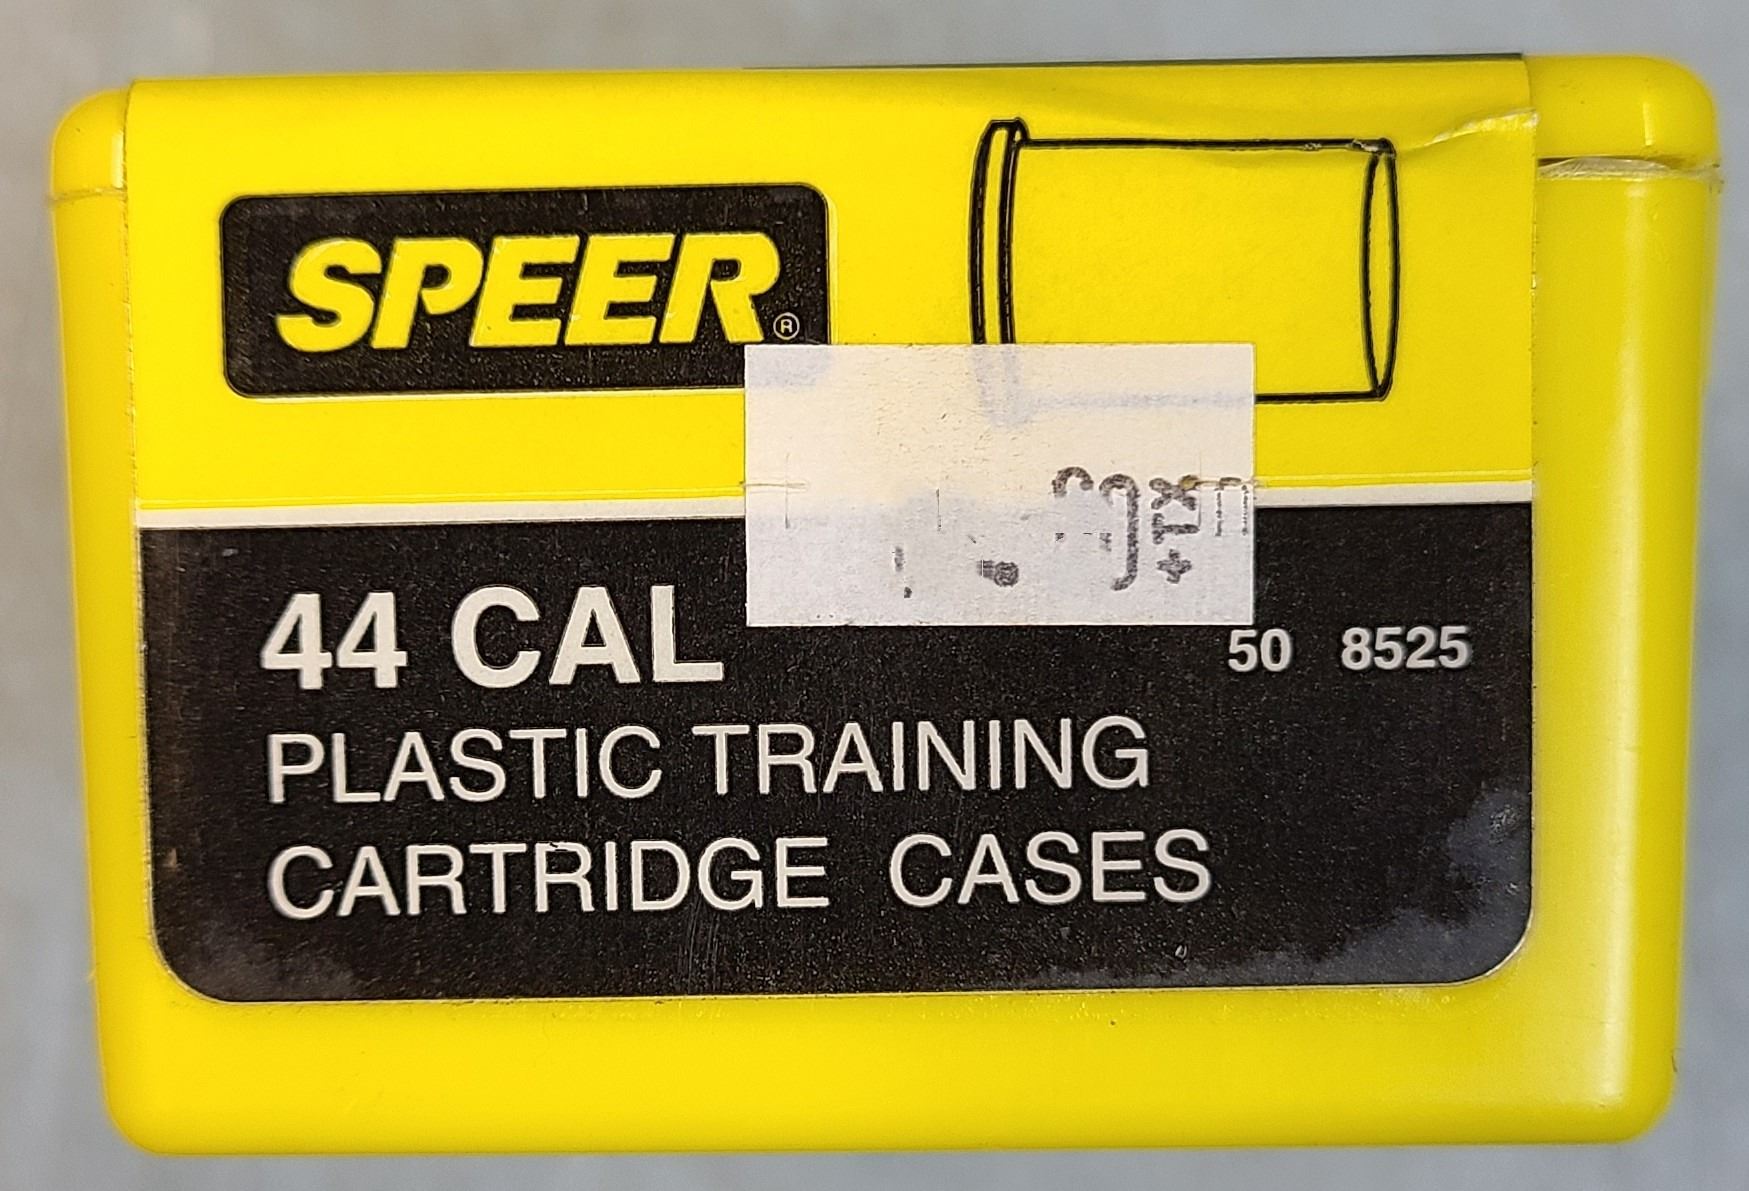 SPEER®
44 CAL
50 8525
PLASTIC TRAINING
CARTRIDGE CASES